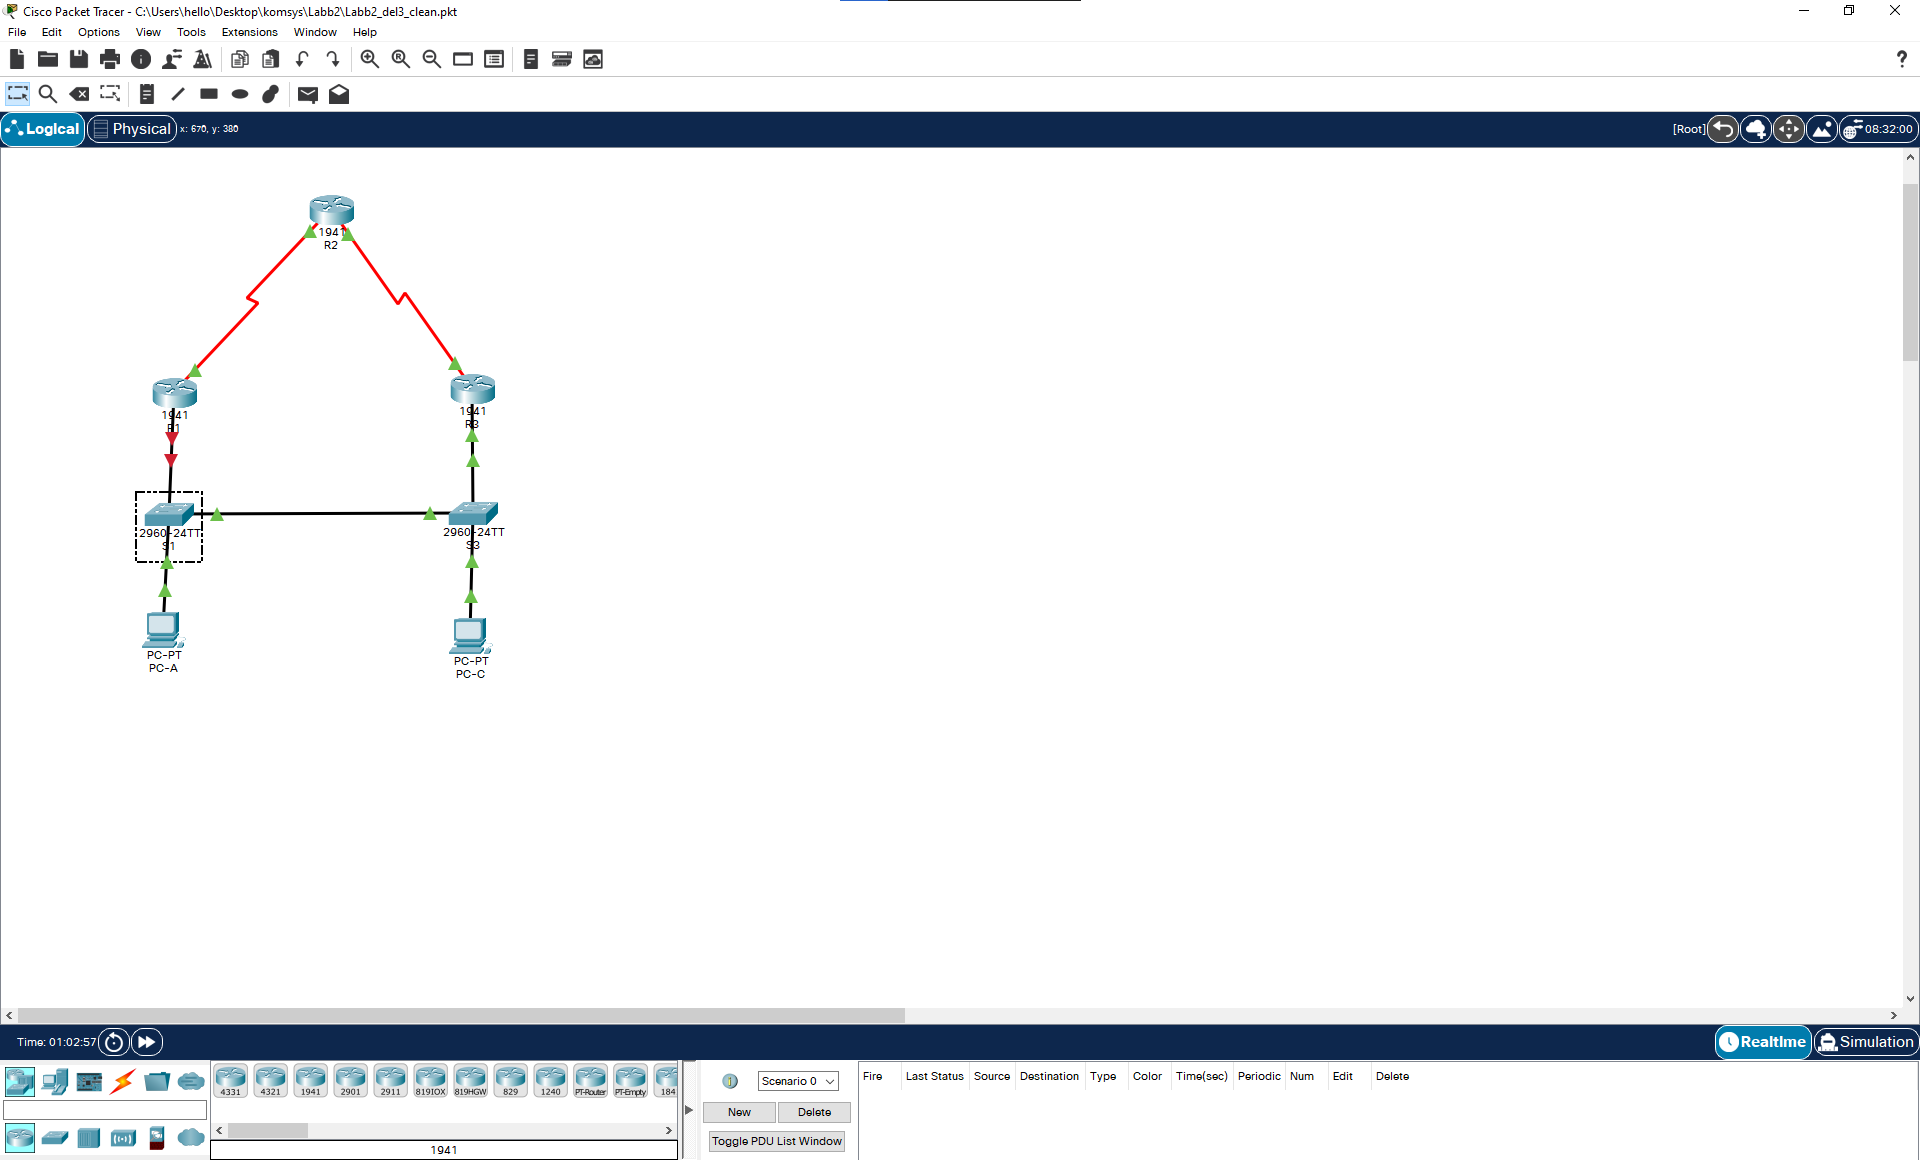 Cisco Packet Tracer - C:\Users\hello\Desktop\komsys\Labb2\Labb2_del3_clean.pkt
File Edit Options View Tools Extensions Window Help
Logical Physical x: 670, y: 380 [Root] 08:32:00
1941
R2
1941
R1
1941
R3
2960-24TT
S1
2960-24TT
S3
PC-PT
PC-A
PC-PT
PC-C
Time: 01:02:57 Realtime Simulation
4331 4321 1941 2901 2911 819IOX 819HGW 829 1240 PT-Router PT-Empty 184
1941
Scenario 0
New Delete
Toggle PDU List Window
Fire Last Status Source Destination Type Color Time(sec) Periodic Num Edit Delete